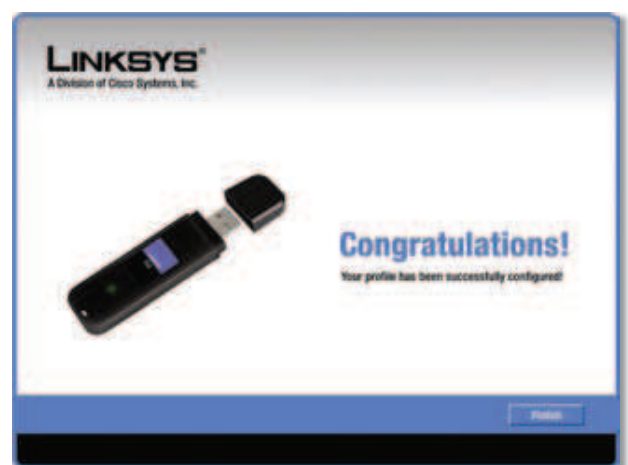 LINKSYS®
A Division of Cisco Systems, Inc.
Congratulations!
Your profile has been successfully configured!
Finish